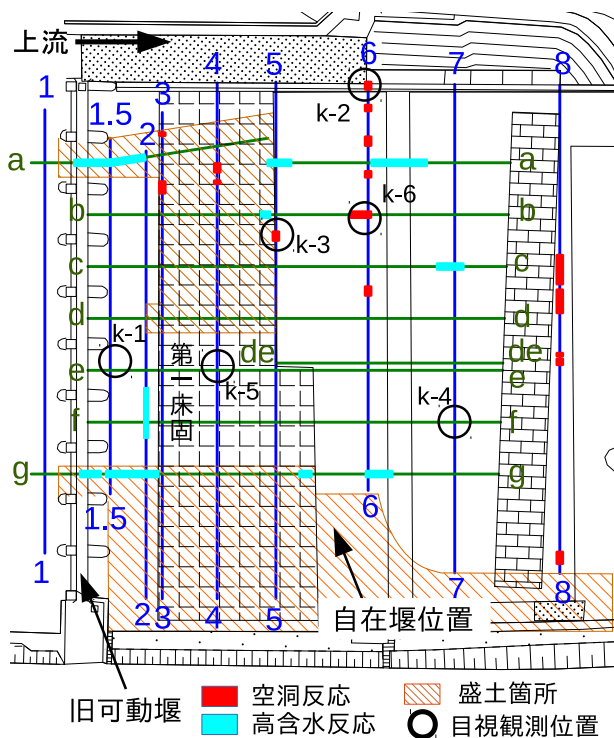 上流
1 1.5 2 3 4 5 6 7 8
k-2
a a
b k-6 b
k-3
c c
d d
k-1 de de
e e
k-5 k-4
第一床固
f f
g g
1 1.5 2 3 4 5 6 7 8
自在堰位置
旧可動堰
空洞反応
盛土箇所
高含水反応
目視観測位置